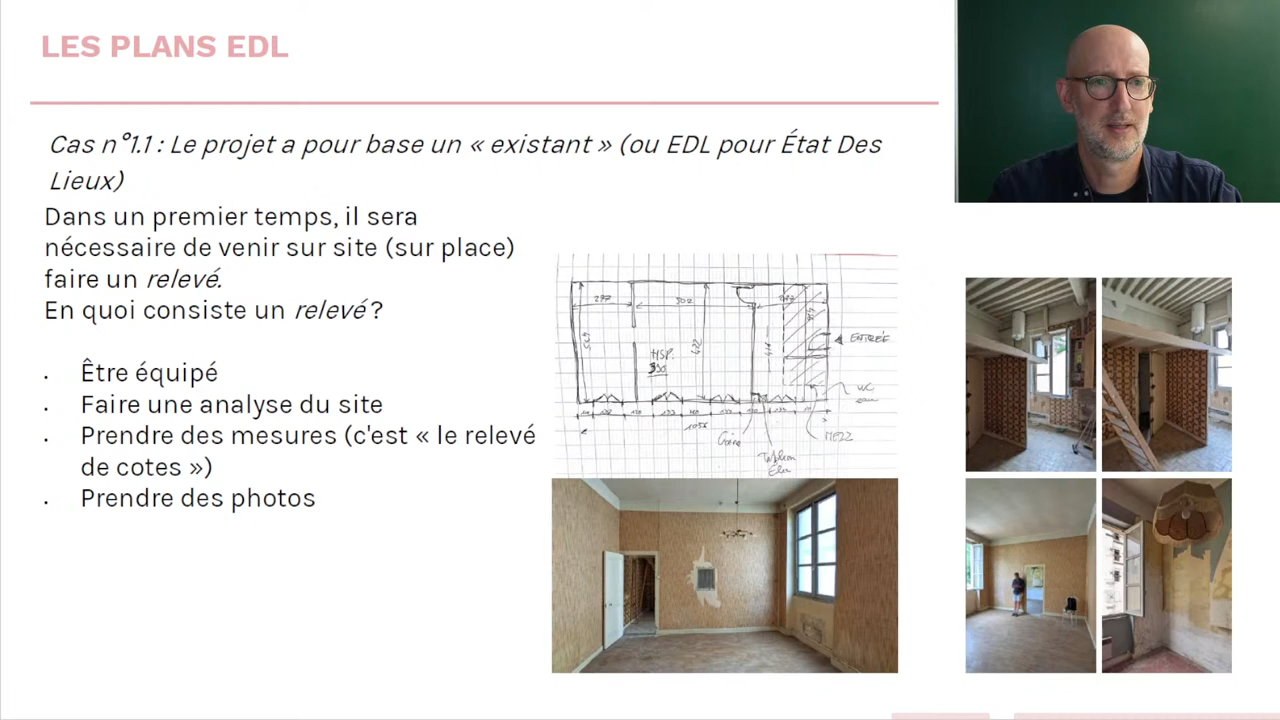 LES PLANS EDL
Cas n°1.1 : Le projet a pour base un « existant » (ou EDL pour État Des
Lieux)
Dans un premier temps, il sera
nécessaire de venir sur site (sur place)
faire un relevé.
En quoi consiste un relevé ?
• Être équipé
• Faire une analyse du site
• Prendre des mesures (c'est « le relevé
de cotes »)
• Prendre des photos
277
502
ENTRÉE
HSP.
WC
1056
MEZZ
Tableau
Elec